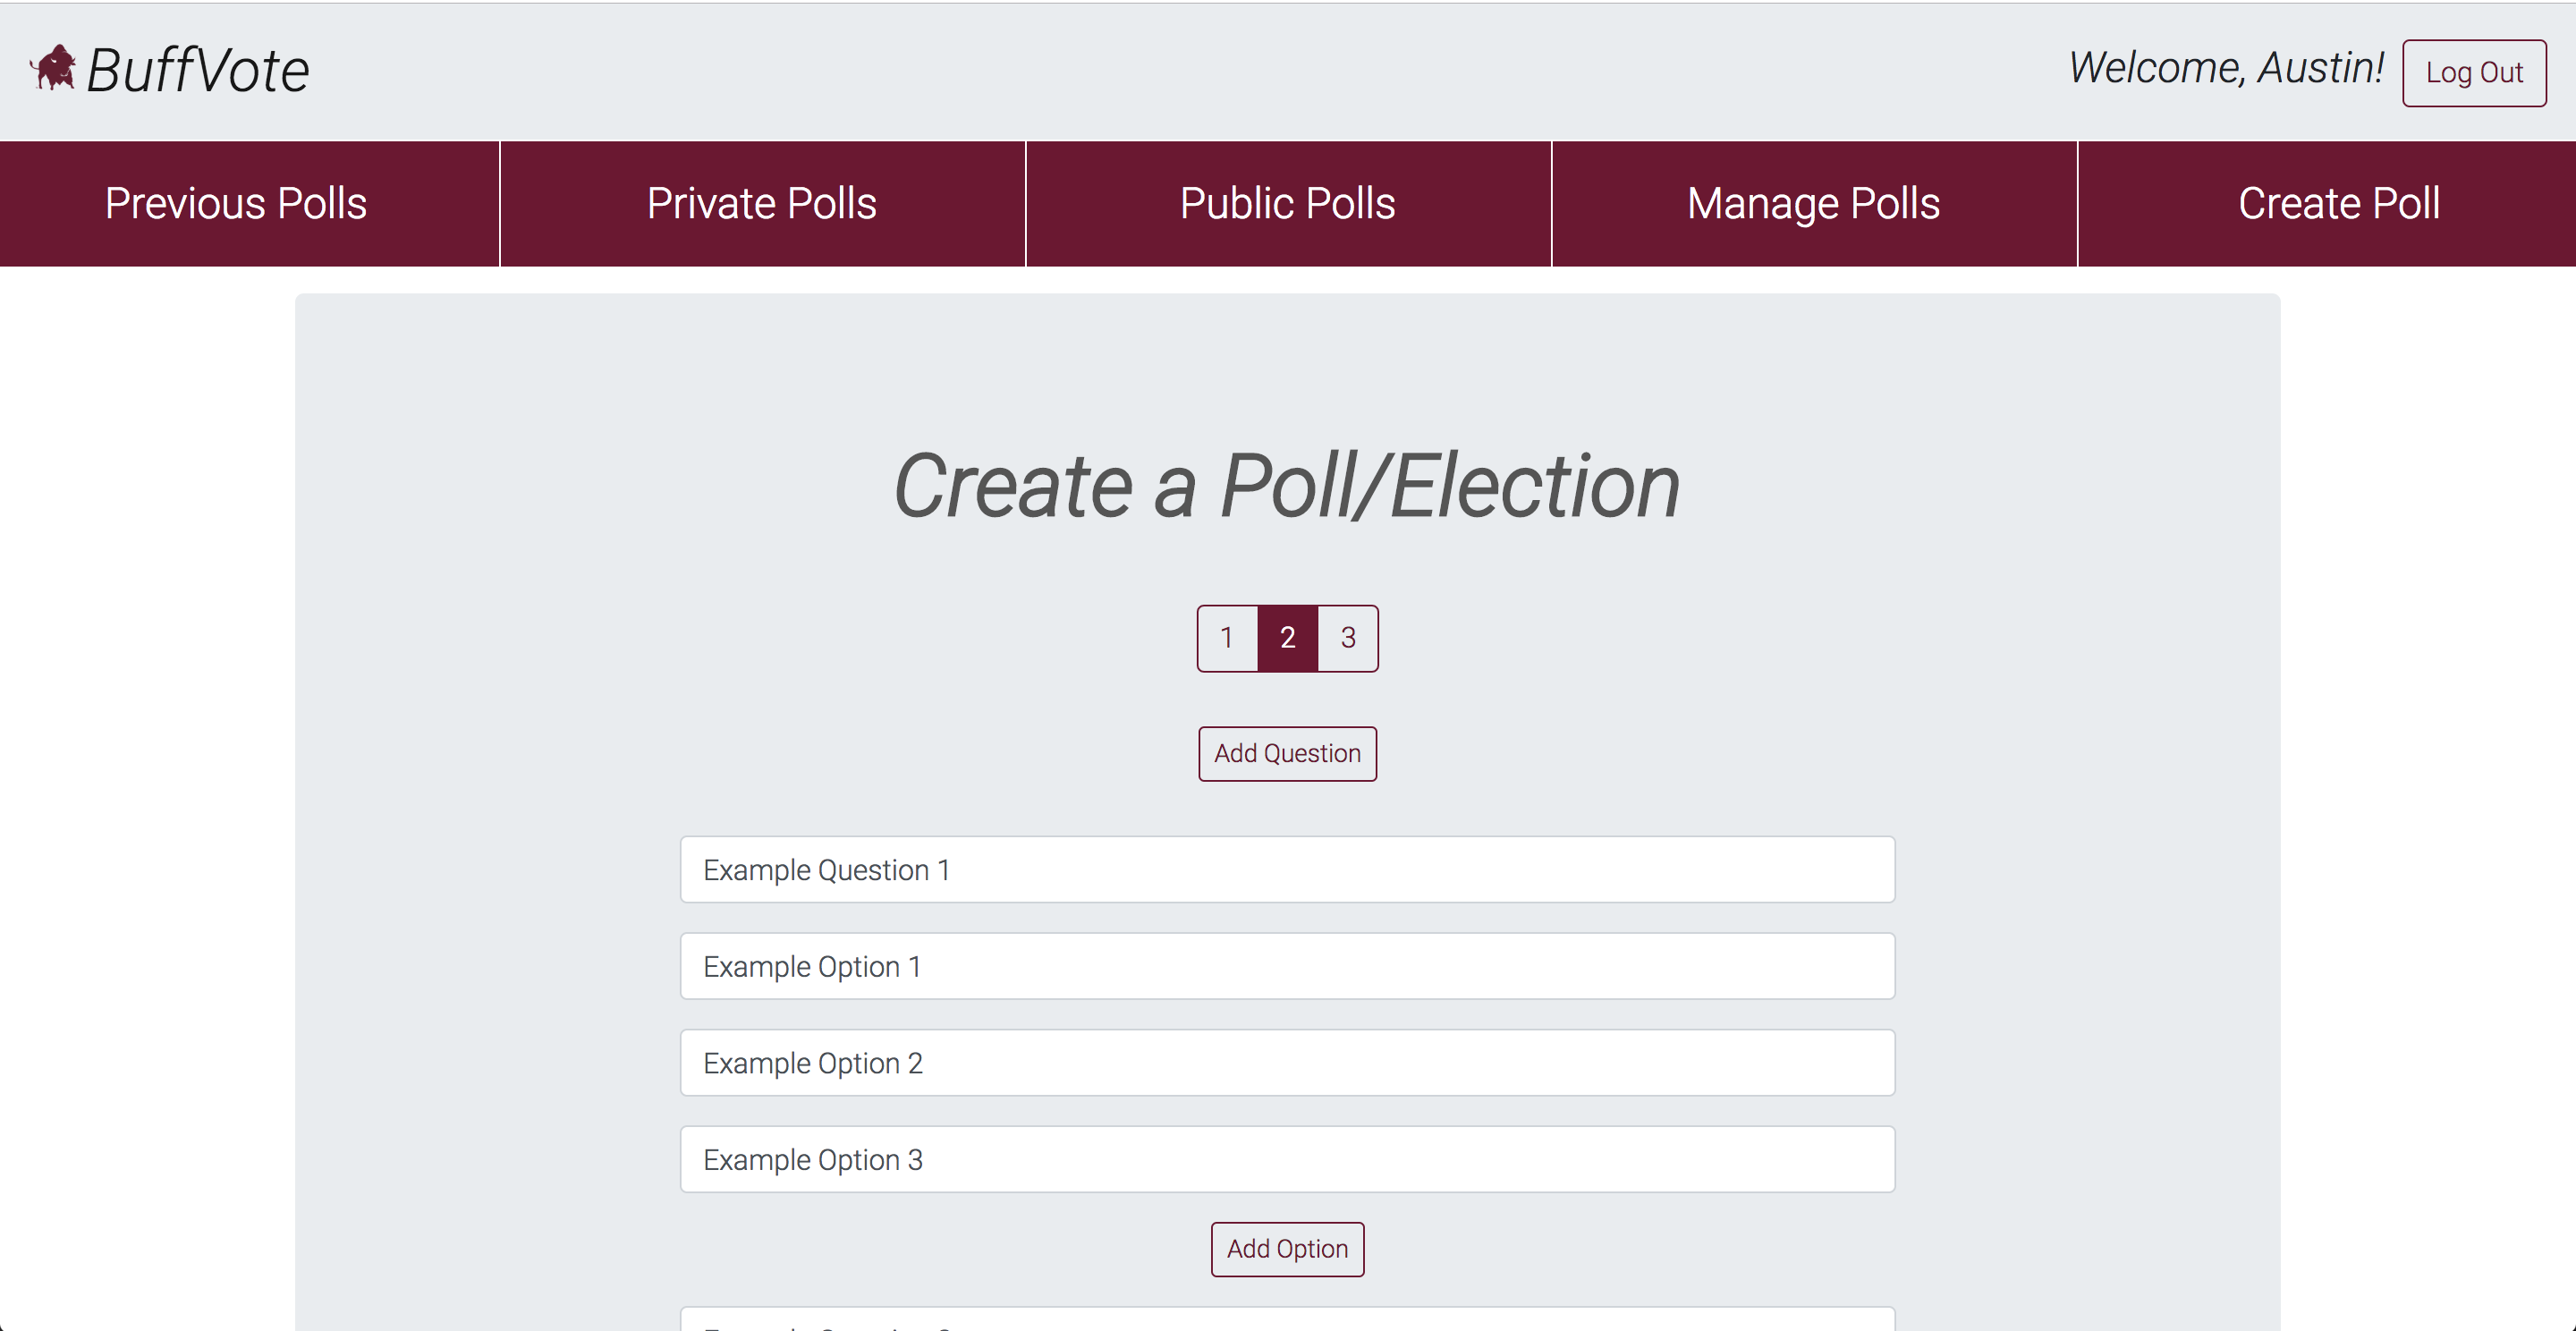 BuffVote
Welcome, Austin! Log Out
Previous Polls Private Polls Public Polls Manage Polls Create Poll
Create a Poll/Election
1 2 3
Add Question
Example Question 1
Example Option 1
Example Option 2
Example Option 3
Add Option